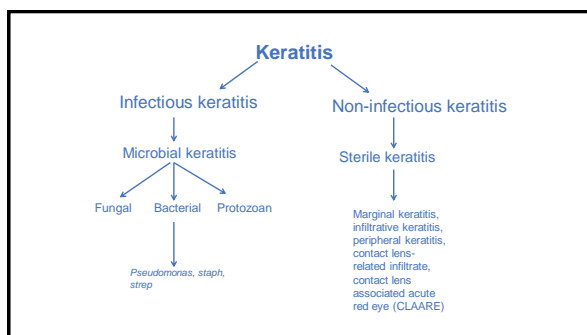 Keratitis
Infectious keratitis
Non-infectious keratitis
Microbial keratitis
Sterile keratitis
Fungal
Bacterial
Protozoan
Marginal keratitis,
infiltrative keratitis,
peripheral keratitis,
contact lens-
related infiltrate,
contact lens
associated acute
red eye (CLAARE)
Pseudomonas, staph,
strep